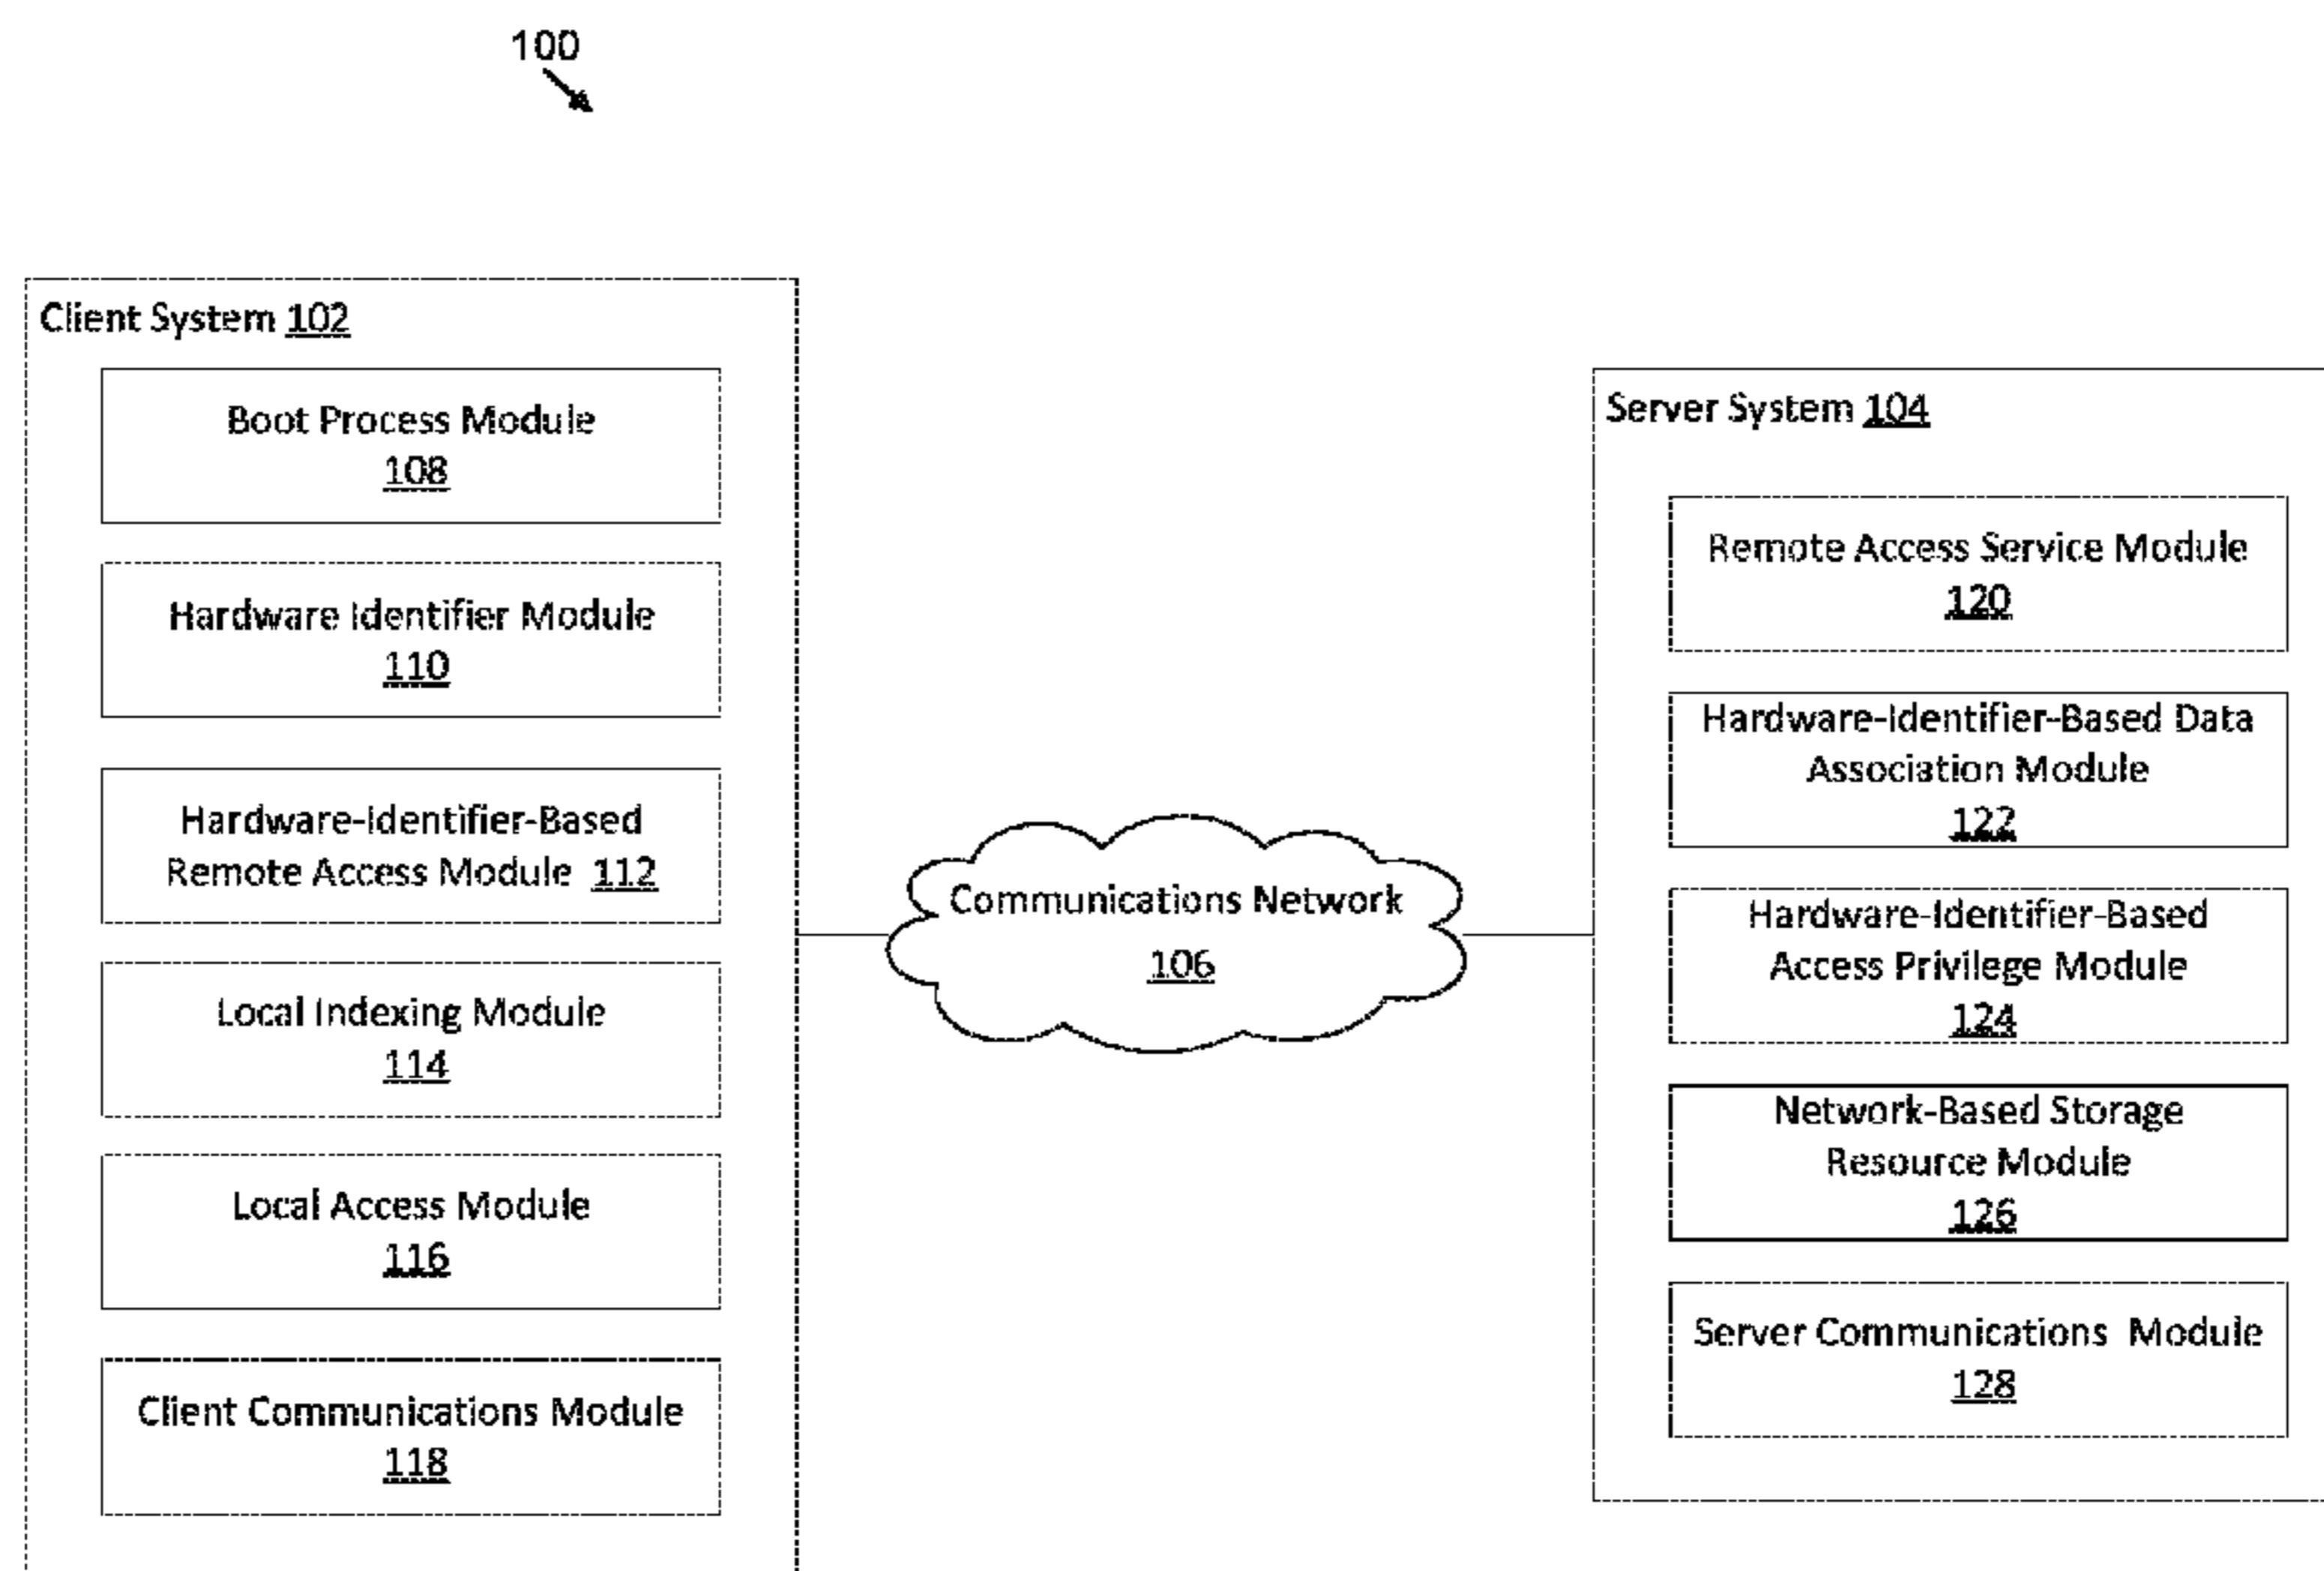 100
Client System 102
Boot Process Module
108
Hardware Identifier Module
110
Hardware-Identifier-Based
Remote Access Module 112
Local Indexing Module
114
Local Access Module
116
Client Communications Module
118
Communications Network
106
Server System 104
Remote Access Service Module
120
Hardware-Identifier-Based Data
Association Module
122
Hardware-Identifier-Based
Access Privilege Module
124
Network-Based Storage
Resource Module
126
Server Communications Module
128